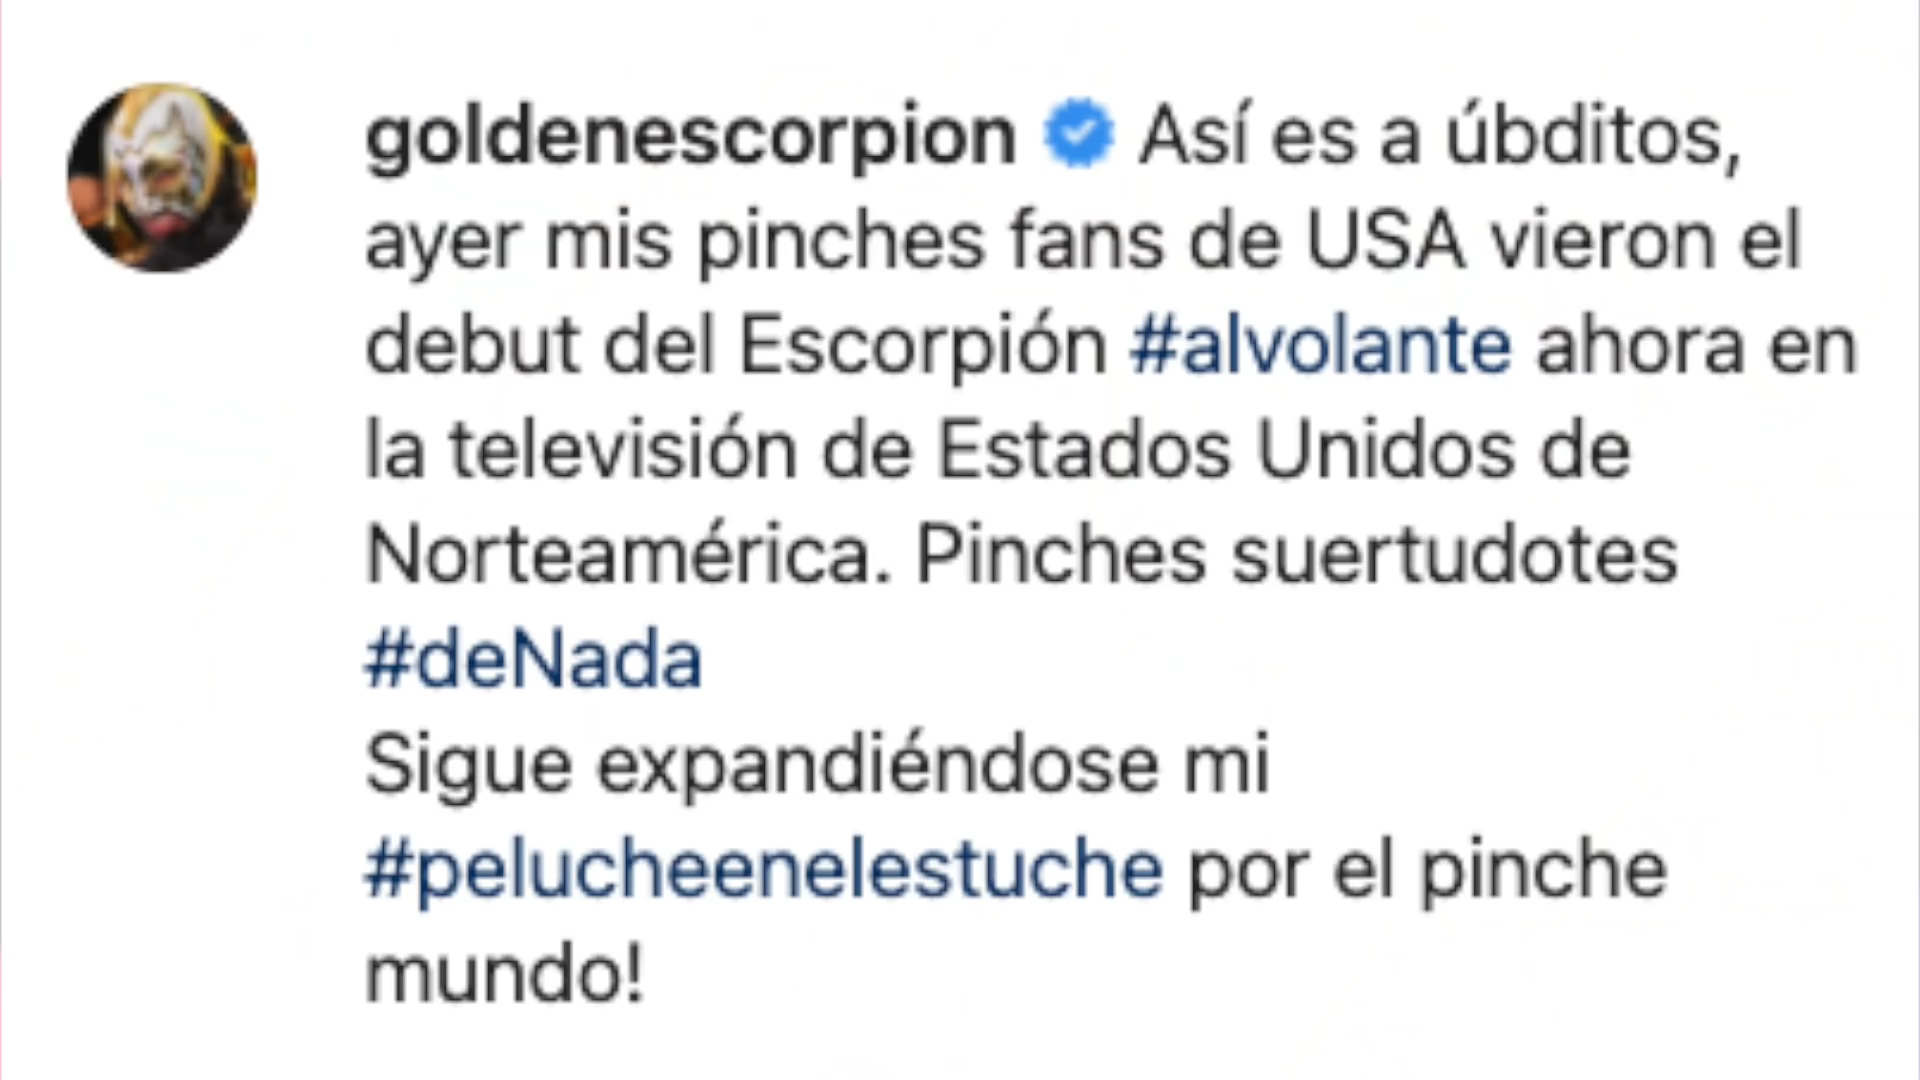 goldenescorpion Así es a úbditos,
ayer mis pinches fans de USA vieron el
debut del Escorpión #alvolante ahora en
la televisión de Estados Unidos de
Norteamérica. Pinches suertudotes
#deNada
Sigue expandiéndose mi
#pelucheenelestuche por el pinche
mundo!